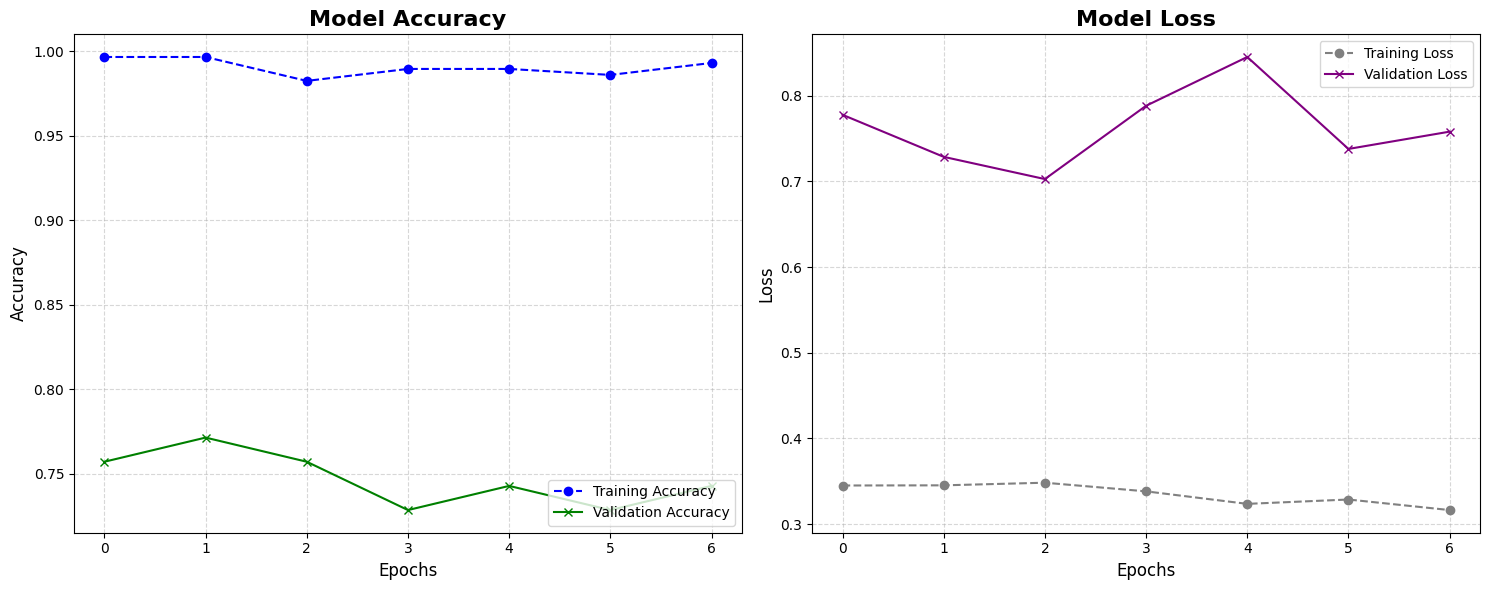 Model Accuracy
Accuracy
1.00
0.95
0.90
0.85
0.80
0.75
Training Accuracy
Validation Accuracy
0 1 2 3 4 5 6
Epochs
Model Loss
Loss
0.8
0.7
0.6
0.5
0.4
0.3
Training Loss
Validation Loss
0 1 2 3 4 5 6
Epochs